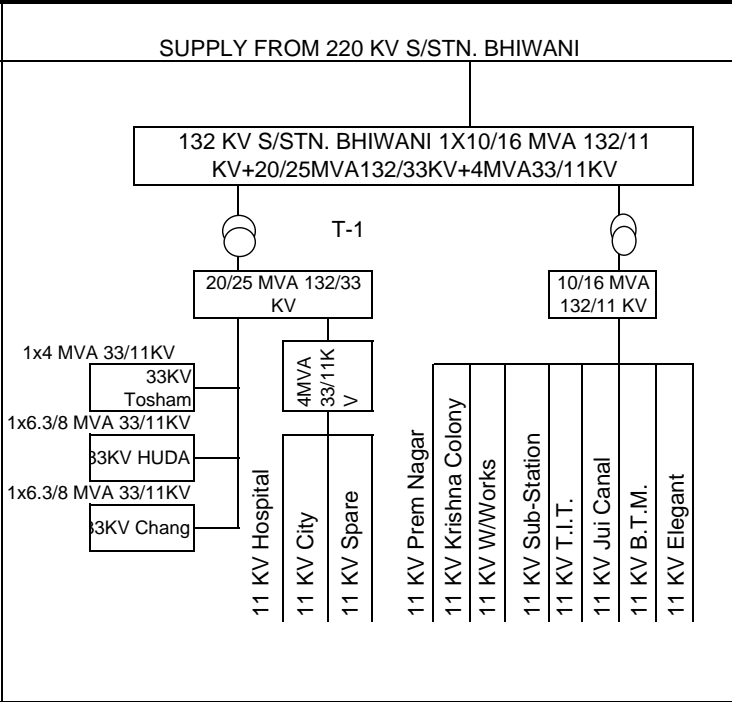 SUPPLY FROM 220 KV S/STN. BHIWANI
132 KV S/STN. BHIWANI 1X10/16 MVA 132/11
KV+20/25MVA132/33KV+4MVA33/11KV
T-1
20/25 MVA 132/33
KV
10/16 MVA
132/11 KV
1x4 MVA 33/11KV
33KV
Tosham
1x6.3/8 MVA 33/11KV
33KV HUDA
1x6.3/8 MVA 33/11KV
33KV Chang
4MVA
33/11K
V
11 KV Hospital
11 KV City
11 KV Spare
11 KV Prem Nagar
11 KV Krishna Colony
11 KV W/Works
11 KV Sub-Station
11 KV T.I.T.
11 KV Jui Canal
11 KV B.T.M.
11 KV Elegant